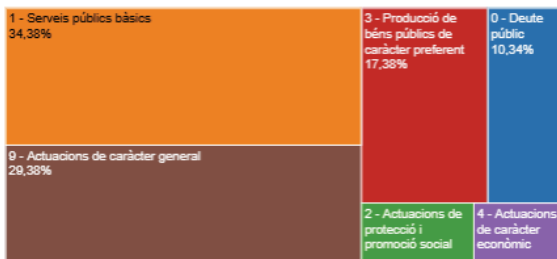 1 - Serveis públics bàsics
34,38%
9 - Actuacions de caràcter general
29,38%
3 - Producció de
béns públics de
caràcter preferent
17,38%
0 - Deute
públic
10,34%
2 - Actuacions de
protecció i
promoció social
4 - Actuacions
de caràcter
econòmic